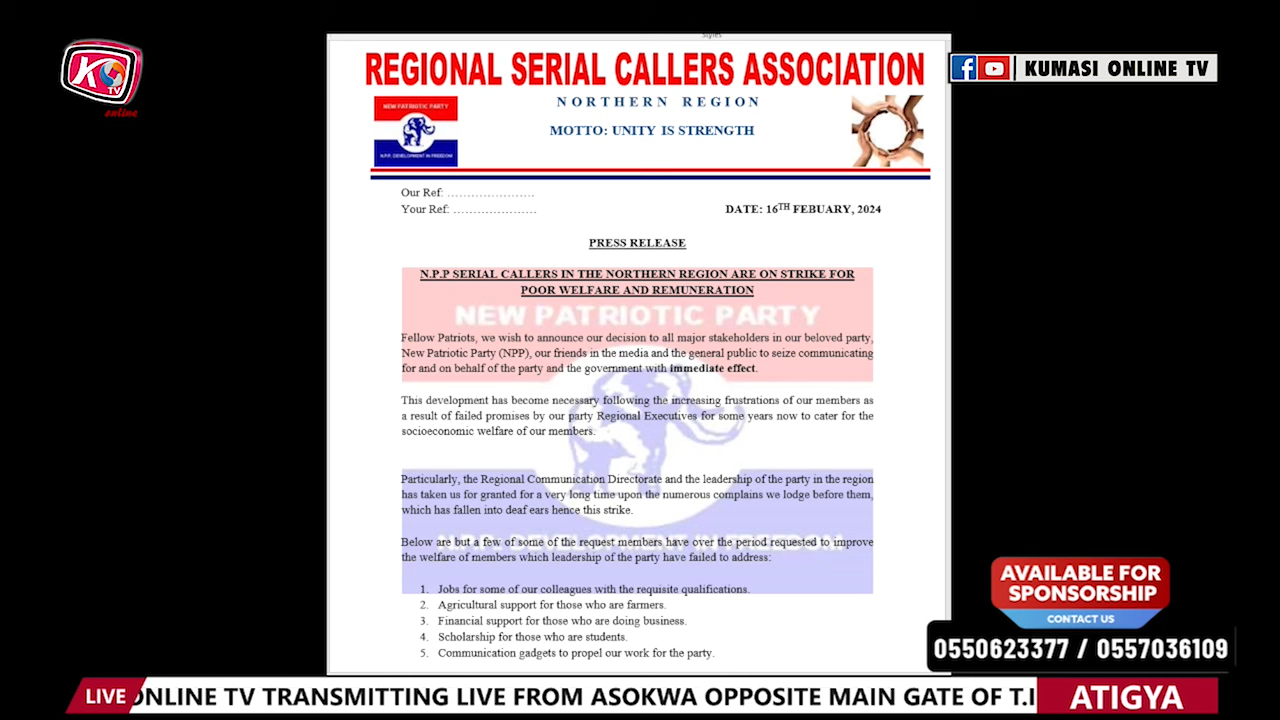 Styles
REGIONAL SERIAL CALLERS ASSOCIATION
NORTHERN REGION
MOTTO: UNITY IS STRENGTH
NEW PATRIOTIC PARTY
N.P.P. DEVELOPMENT IN FREEDOM
K TV
online
KUMASI ONLINE TV
Our Ref: ........................
Your Ref: .......................
DATE: 16TH FEBUARY, 2024
PRESS RELEASE
N.P.P SERIAL CALLERS IN THE NORTHERN REGION ARE ON STRIKE FOR
POOR WELFARE AND REMUNERATION
NEW PATRIOTIC PARTY
Fellow Patriots, we wish to announce our decision to all major stakeholders in our beloved party,
New Patriotic Party (NPP), our friends in the media and the general public to seize communicating
for and on behalf of the party and the government with immediate effect.
This development has become necessary following the increasing frustrations of our members as
a result of failed promises by our party Regional Executives for some years now to cater for the
socioeconomic welfare of our members.
Particularly, the Regional Communication Directorate and the leadership of the party in the region
has taken us for granted for a very long time upon the numerous complains we lodge before them,
which has fallen into deaf ears hence this strike.
Below are but a few of some of the request members have over the period requested to improve
N.P.P. DEVELOPMENT IN FREEDOM
the welfare of members which leadership of the party have failed to address:
1. Jobs for some of our colleagues with the requisite qualifications.
2. Agricultural support for those who are farmers.
3. Financial support for those who are doing business.
4. Scholarship for those who are students.
5. Communication gadgets to propel our work for the party.
AVAILABLE FOR
SPONSORSHIP
CONTACT US
0550623377 / 0557036109
LIVE
ONLINE TV TRANSMITTING LIVE FROM ASOKWA OPPOSITE MAIN GATE OF T.I
ATIGYA